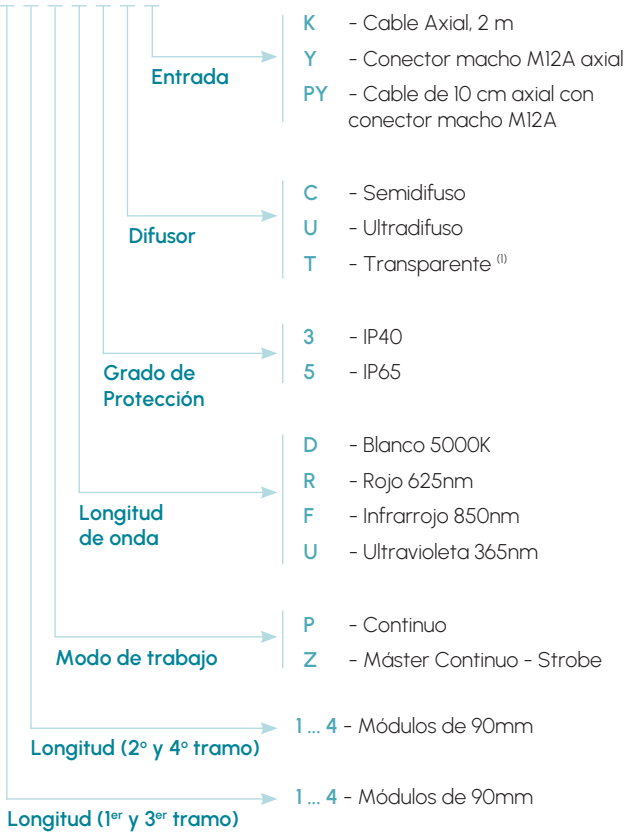 K - Cable Axial, 2 m
Y - Conector macho M12A axial
PY - Cable de 10 cm axial con
conector macho M12A
Entrada
C - Semidifuso
U - Ultradifuso
T - Transparente (1)
Difusor
3 - IP40
5 - IP65
Grado de
Protección
D - Blanco 5000K
R - Rojo 625nm
F - Infrarrojo 850nm
U - Ultravioleta 365nm
Longitud
de onda
P - Continuo
Z - Máster Continuo - Strobe
Modo de trabajo
1 ... 4 - Módulos de 90mm
Longitud (2º y 4º tramo)
1 ... 4 - Módulos de 90mm
Longitud (1er y 3er tramo)